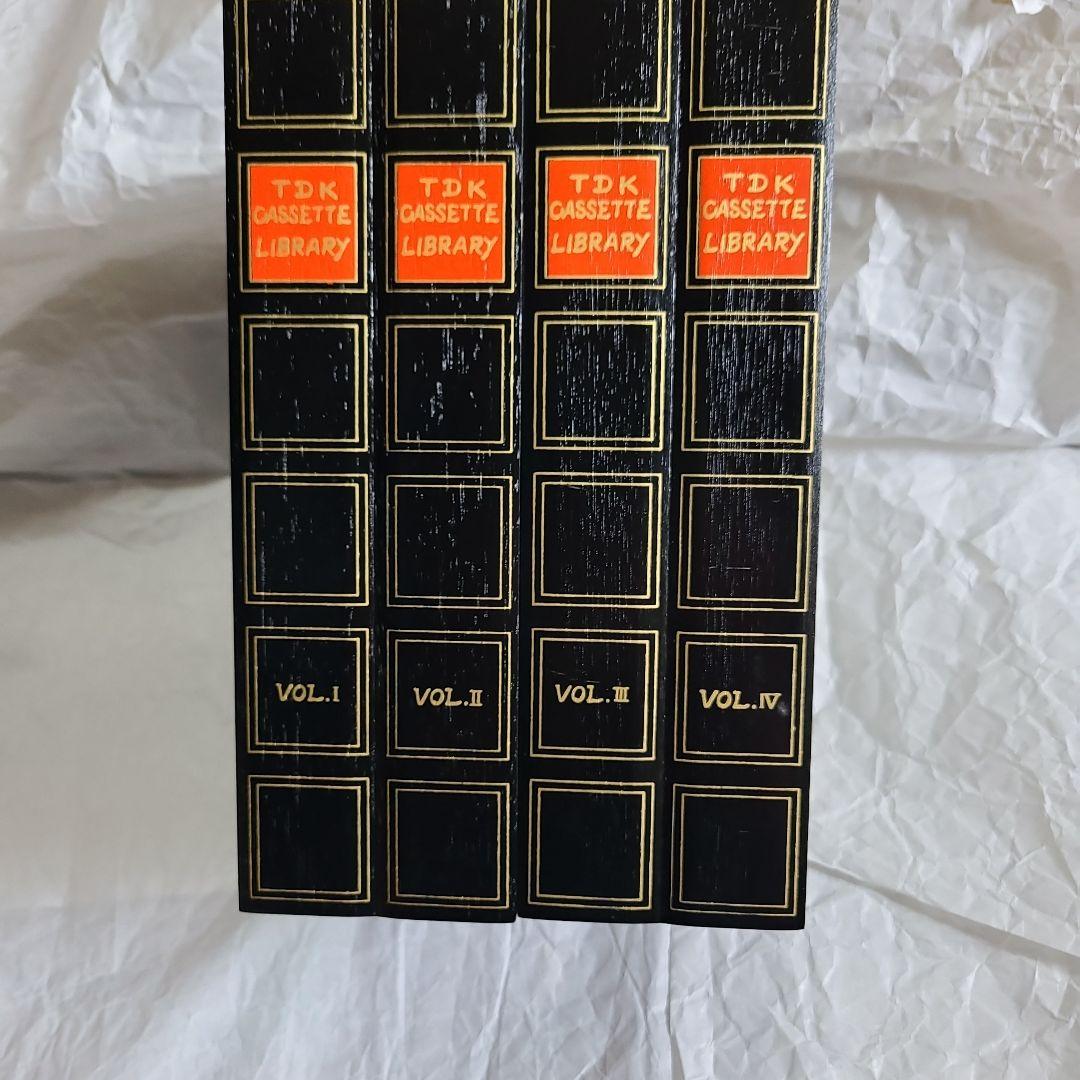 TDK
CASSETTE
LIBRARY
VOL.I
TDK
CASSETTE
LIBRARY
VOL.II
TDK
CASSETTE
LIBRARY
VOL.III
TDK
CASSETTE
LIBRARY
VOL.IV